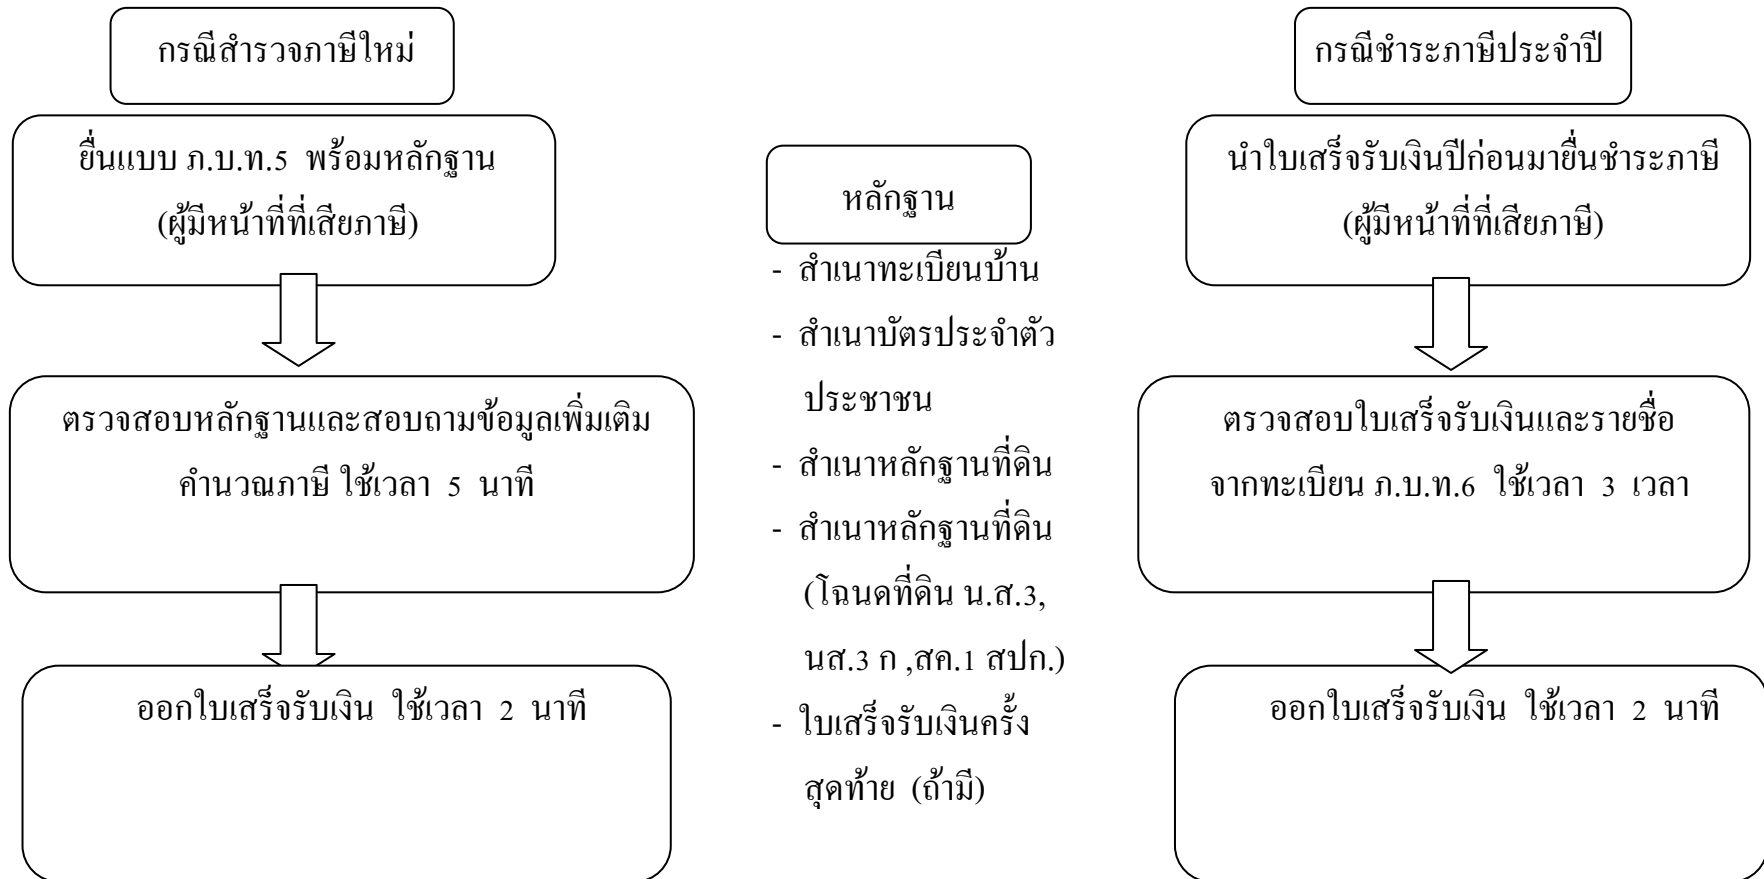 กรณีสำรวจภาษีใหม่
ยื่นแบบ ภ.บ.ท.5 พร้อมหลักฐาน
(ผู้มีหน้าที่ที่เสียภาษี)
ตรวจสอบหลักฐานและสอบถามข้อมูลเพิ่มเติม
คำนวณภาษี ใช้เวลา 5 นาที
ออกใบเสร็จรับเงิน ใช้เวลา 2 นาที
หลักฐาน
- สำเนาทะเบียนบ้าน
- สำเนาบัตรประจำตัว
ประชาชน
- สำเนาหลักฐานที่ดิน
- สำเนาหลักฐานที่ดิน
(โฉนดที่ดิน น.ส.3,
นส.3 ก ,สค.1 สปก.)
- ใบเสร็จรับเงินครั้ง
สุดท้าย (ถ้ามี)
กรณีชำระภาษีประจำปี
นำใบเสร็จรับเงินปีก่อนมายื่นชำระภาษี
(ผู้มีหน้าที่ที่เสียภาษี)
ตรวจสอบใบเสร็จรับเงินและรายชื่อ
จากทะเบียน ภ.บ.ท.6 ใช้เวลา 3 เวลา
ออกใบเสร็จรับเงิน ใช้เวลา 2 นาที